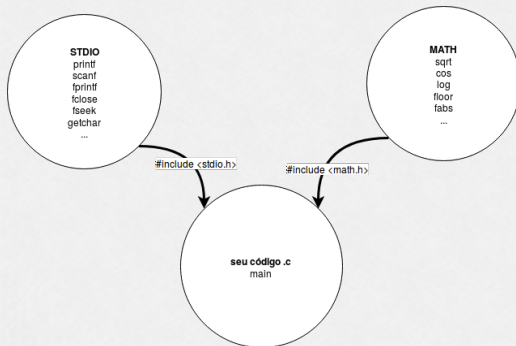 STDIO
printf
scanf
fprintf
fclose
fseek
getchar
...
MATH
sqrt
cos
log
floor
fabs
...
#include <stdio.h>
#include <math.h>
seu código .c
main